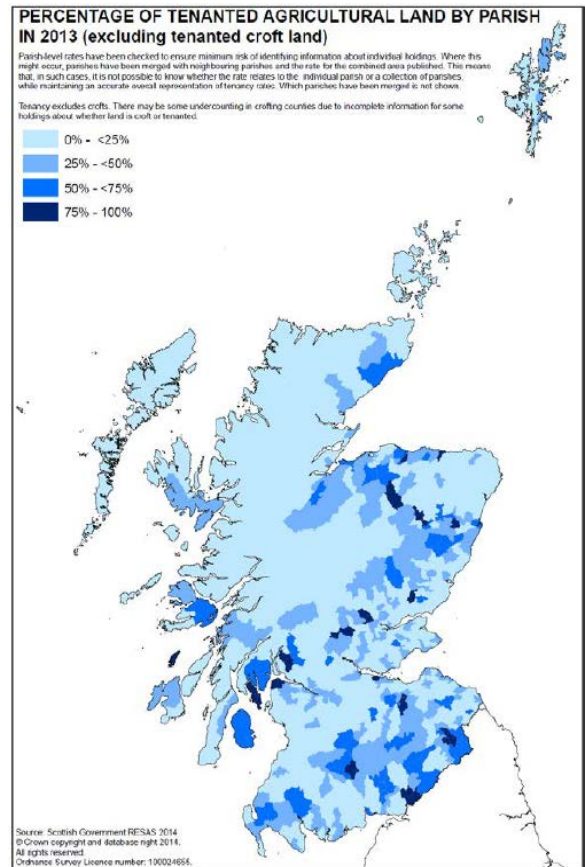 PERCENTAGE OF TENANTED AGRICULTURAL LAND BY PARISH
IN 2013 (excluding tenanted croft land)
Parish-level rates have been checked to ensure minimum risk of identifying information about individual holdings. Where this
might occur, parishes have been merged with neighbouring parishes and the rate for the combined area published. This means
that, in such cases, it is not possible to know whether the rate relates to the individual parish or a collection of parishes,
while maintaining an accurate overall representation of tenancy rates. Which parishes have been merged is not shown.
Tenancy excludes crofts. There may be some undercounting in crofting counties due to incomplete information for some
holdings about whether land is croft or tenanted.
0% - <25%
25% - <50%
50% - <75%
75% - 100%
Source: Scottish Government RESAS 2014
© Crown copyright and database right 2014.
All rights reserved.
Ordnance Survey Licence number: 100024655.